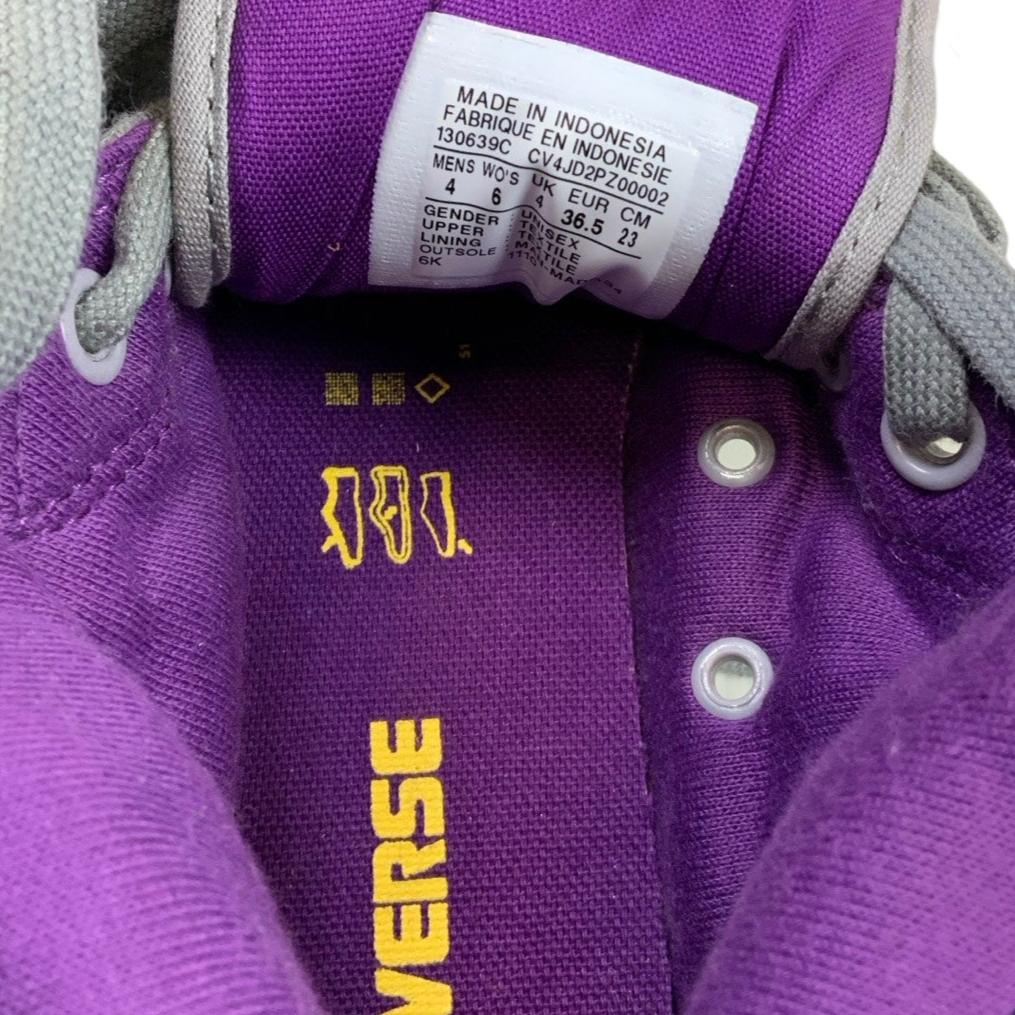 MADE IN INDONESIA
FABRIQUE EN INDONESIE
130639C CV4JD2PZ00002
MENS WO'S UK EUR CM
4 6 4 36.5 23
GENDER UNISEX
UPPER TEXTILE
LINING
OUTSOLE
6K
VERSE